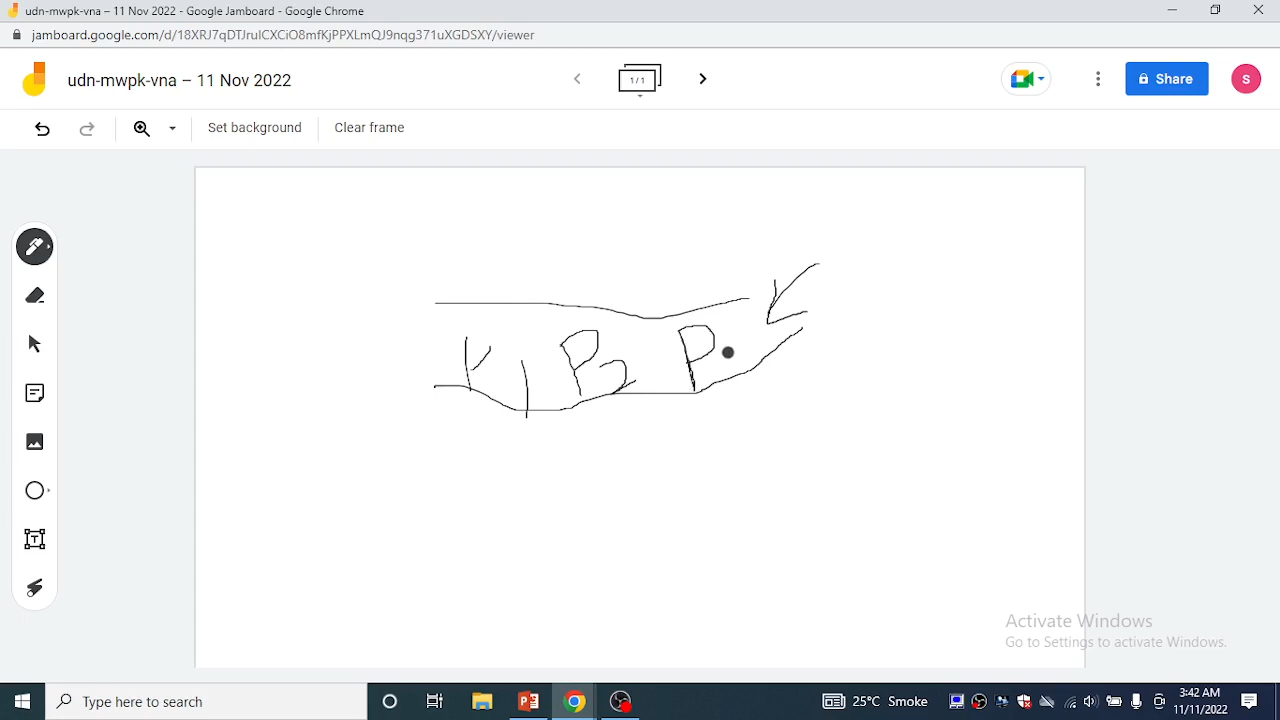 udn-mwpk-vna – 11 Nov 2022 - Google Jamboard - Google Chrome
jamboard.google.com/d/18XRJ7qDTJrulCXCiO8mfKjPPXLmQJ9nqg371uXGDSXY/viewer
udn-mwpk-vna – 11 Nov 2022
1 / 1
Share
S
Set background
Clear frame
P
Activate Windows
Go to Settings to activate Windows.
Type here to search
25°C Smoke
3:42 AM
11/11/2022